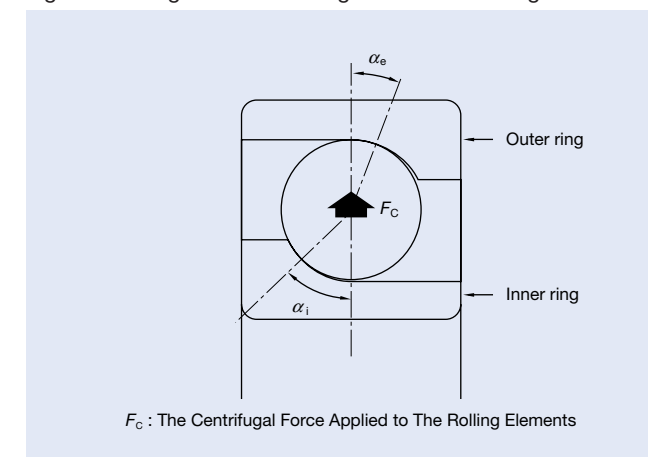 αe
Outer ring
FC
Inner ring
αi
FC : The Centrifugal Force Applied to The Rolling Elements